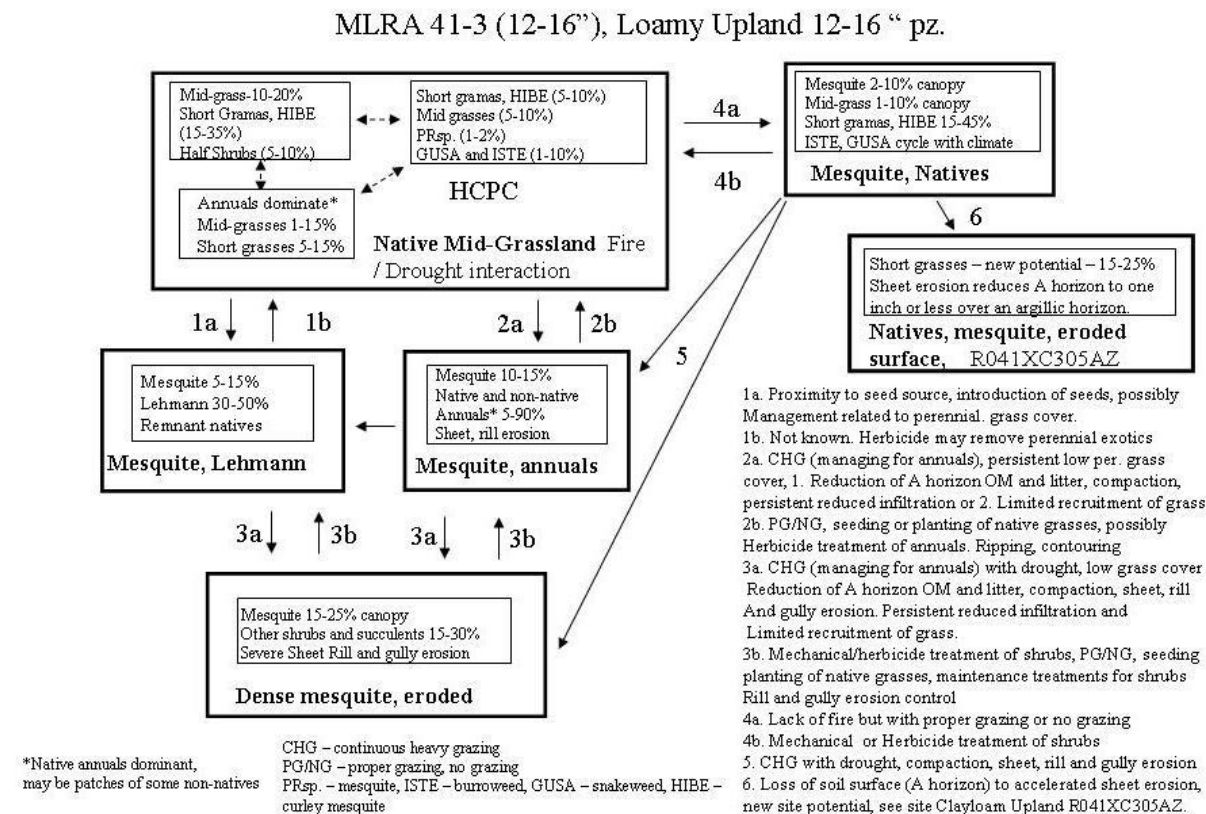 MLRA 41-3 (12-16”), Loamy Upland 12-16 “ pz.
Mid-grass-10-20%
Short Gramas, HIBE
(15-35%)
Half Shrubs (5-10%)
Short gramas, HIBE (5-10%)
Mid grasses (5-10%)
PRsp. (1-2%)
GUSA and ISTE (1-10%)
HCPC
Annuals dominate*
Mid-grasses 1-15%
Short grasses 5-15%
Native Mid-Grassland Fire
/ Drought interaction
4a
4b
Mesquite 2-10% canopy
Mid-grass 1-10% canopy
Short gramas, HIBE 15-45%
ISTE, GUSA cycle with climate
Mesquite, Natives
6
Short grasses – new potential – 15-25%
Sheet erosion reduces A horizon to one
inch or less over an argillic horizon.
Natives, mesquite, eroded
surface, R041XC305AZ
1a
1b
2a
2b
5
Mesquite 5-15%
Lehmann 30-50%
Remnant natives
Mesquite, Lehmann
Mesquite 10-15%
Native and non-native
Annuals* 5-90%
Sheet, rill erosion
Mesquite, annuals
3a
3b
3a
3b
Mesquite 15-25% canopy
Other shrubs and succulents 15-30%
Severe Sheet Rill and gully erosion
Dense mesquite, eroded
1a. Proximity to seed source, introduction of seeds, possibly
Management related to perennial. grass cover.
1b. Not known. Herbicide may remove perennial exotics
2a. CHG (managing for annuals), persistent low per. grass
cover, 1. Reduction of A horizon OM and litter, compaction,
persistent reduced infiltration or 2. Limited recruitment of grass
2b. PG/NG, seeding or planting of native grasses, possibly
Herbicide treatment of annuals. Ripping, contouring
3a. CHG (managing for annuals) with drought, low grass cover
Reduction of A horizon OM and litter, compaction, sheet, rill
And gully erosion. Persistent reduced infiltration and
Limited recruitment of grass.
3b. Mechanical/herbicide treatment of shrubs, PG/NG, seeding
planting of native grasses, maintenance treatments for shrubs
Rill and gully erosion control
4a. Lack of fire but with proper grazing or no grazing
4b. Mechanical or Herbicide treatment of shrubs
5. CHG with drought, compaction, sheet, rill and gully erosion
6. Loss of soil surface (A horizon) to accelerated sheet erosion,
new site potential, see site Clayloam Upland R041XC305AZ.
*Native annuals dominant,
may be patches of some non-natives
CHG – continuous heavy grazing
PG/NG – proper grazing, no grazing
PRsp. – mesquite, ISTE – burroweed, GUSA – snakeweed, HIBE –
curley mesquite